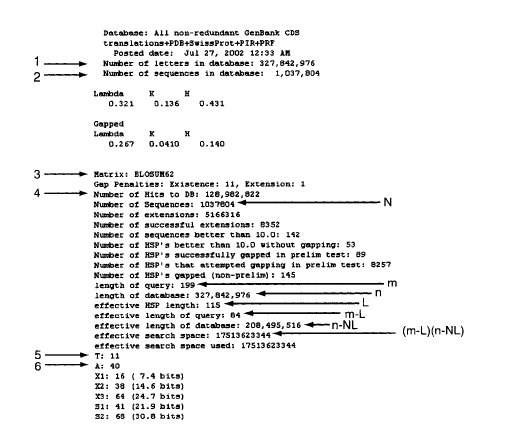 Database: All non-redundant GenBank CDS
translations+PDB+SwissProt+PIR+PRF
Posted date: Jul 27, 2002 12:33 AM
1 Number of letters in database: 327,842,976
2 Number of sequences in database: 1,037,804
Lambda K H
0.321 0.136 0.431
Gapped
Lambda K H
0.267 0.0410 0.140
3 Matrix: BLOSUM62
Gap Penalties: Existence: 11, Extension: 1
4 Number of Hits to DB: 128,982,822
Number of Sequences: 1037804 N
Number of extensions: 5166316
Number of successful extensions: 8352
Number of sequences better than 10.0: 142
Number of HSP's better than 10.0 without gapping: 53
Number of HSP's successfully gapped in prelim test: 89
Number of HSP's that attempted gapping in prelim test: 8257
Number of HSP's gapped (non-prelim): 145
length of query: 199 m
length of database: 327,842,976 n
effective HSP length: 115 L
effective length of query: 84 m-L
effective length of database: 208,495,516 n-NL
effective search space: 17513623344 (m-L)(n-NL)
effective search space used: 17513623344
5 T: 11
6 A: 40
X1: 16 ( 7.4 bits)
X2: 38 (14.6 bits)
X3: 64 (24.7 bits)
S1: 41 (21.9 bits)
S2: 68 (30.8 bits)